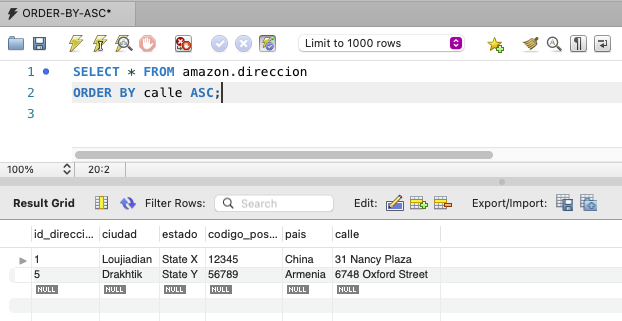 ORDER-BY-ASC*
Limit to 1000 rows
1 SELECT * FROM amazon.direccion
2 ORDER BY calle ASC;
3
100% 20:2
Result Grid Filter Rows: Search Edit: Export/Import:
id_direcci... ciudad estado codigo_pos... pais calle
1 Loujiadian State X 12345 China 31 Nancy Plaza
5 Drakhtik State Y 56789 Armenia 6748 Oxford Street
NULL NULL NULL NULL NULL NULL